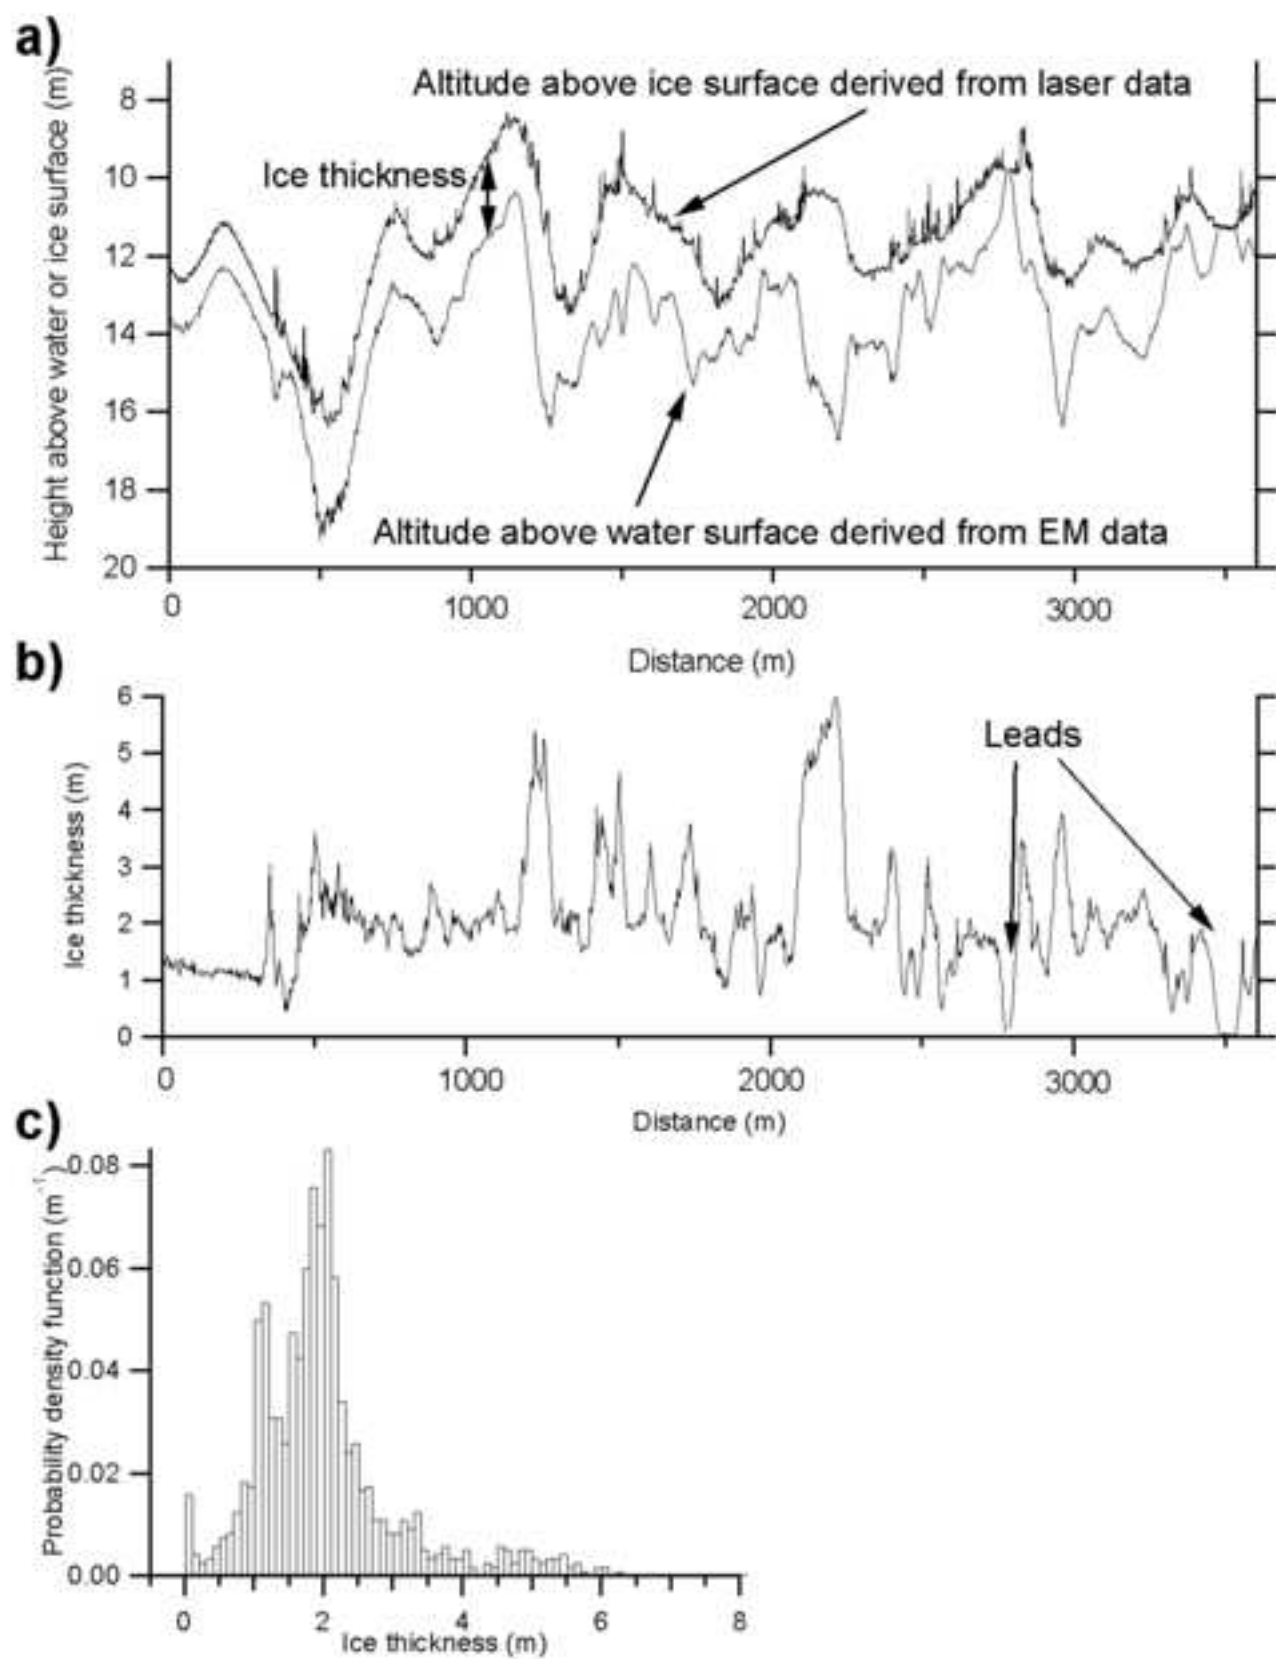 a)
Height above water or ice surface (m)
8
10
12
14
16
18
20
Altitude above ice surface derived from laser data
Ice thickness
Altitude above water surface derived from EM data
0
1000
2000
3000
Distance (m)
b)
Ice thickness (m)
6
5
4
3
2
1
0
Leads
0
1000
2000
3000
Distance (m)
c)
Probability density function (m⁻¹)
0.08
0.06
0.04
0.02
0.00
0
2
4
6
8
Ice thickness (m)